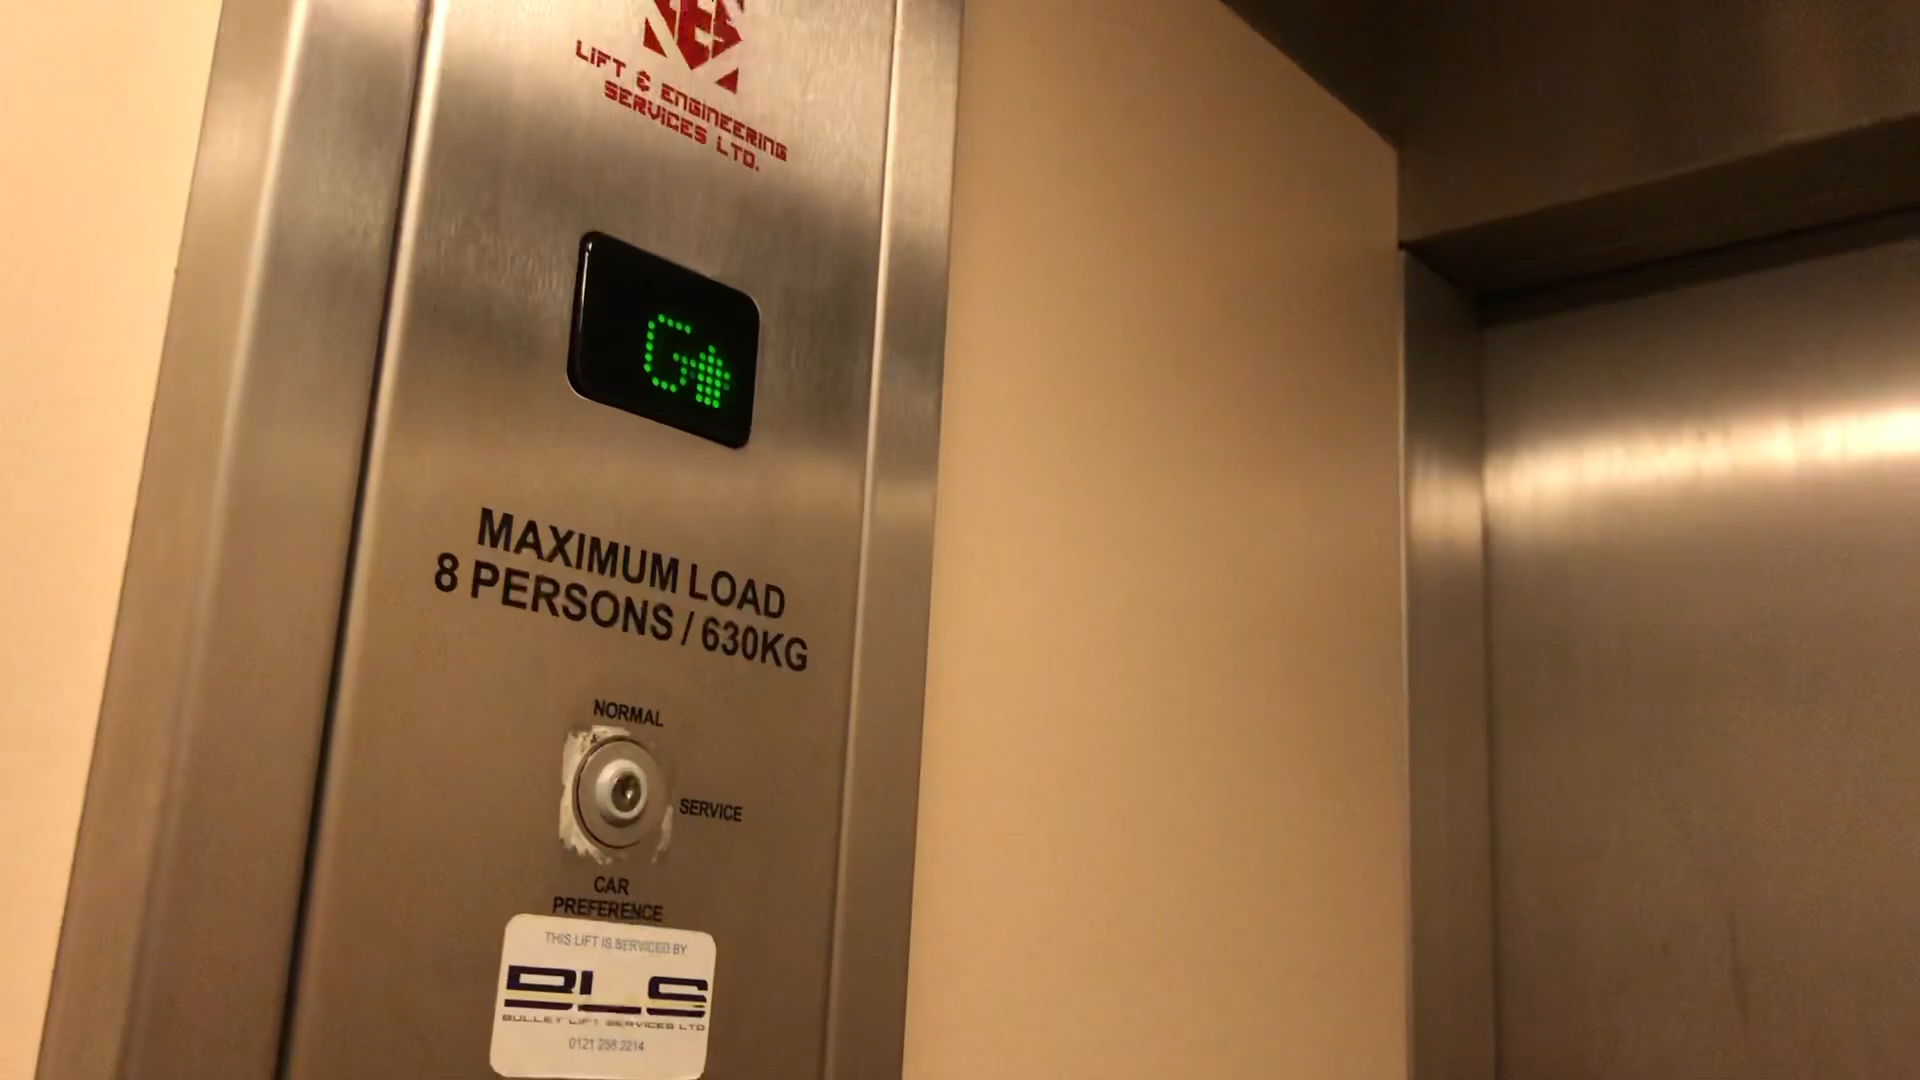 LIFT & ENGINEERING
SERVICES LTD.
G
MAXIMUM LOAD
8 PERSONS / 630KG
NORMAL
SERVICE
CAR
PREFERENCE
THIS LIFT IS SERVICED BY
BLS
BULLEY LIFT SERVICES LTD
0121 258 2214